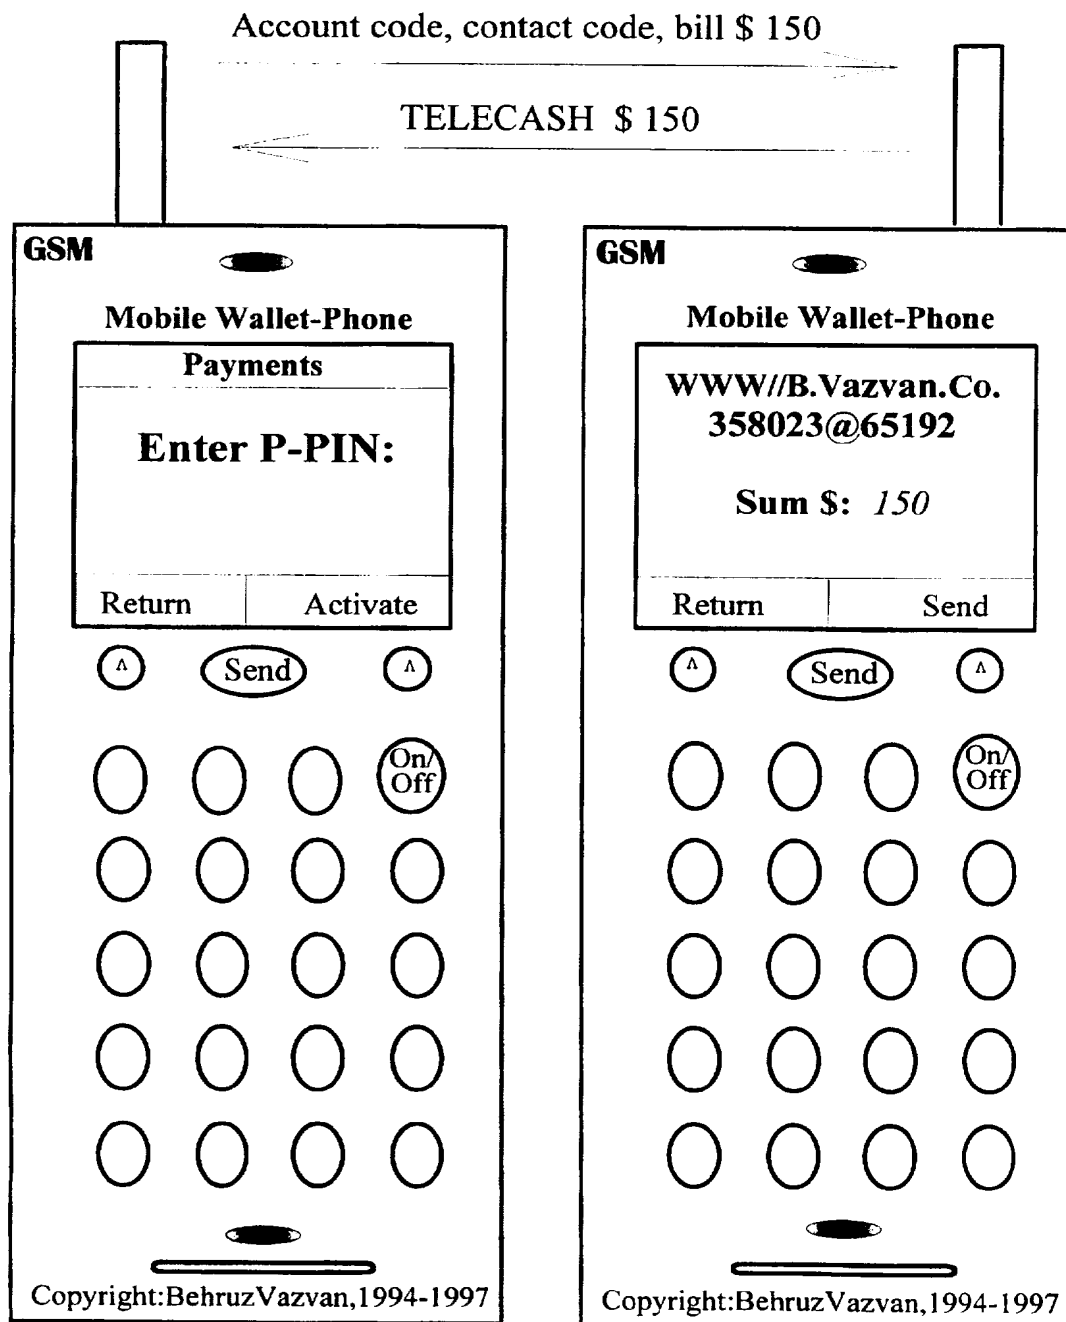 Account code, contact code, bill $ 150
TELECASH $ 150
GSM
Mobile Wallet-Phone
Payments
Enter P-PIN:
Return Activate
^ Send ^
On/
Off
Copyright:BehruzVazvan,1994-1997
GSM
Mobile Wallet-Phone
WWW//B.Vazvan.Co.
358023@65192
Sum $: 150
Return Send
^ Send ^
On/
Off
Copyright:BehruzVazvan,1994-1997